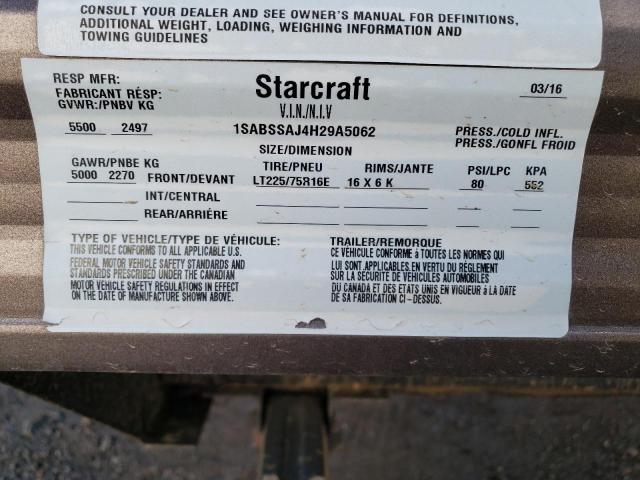 CONSULT YOUR DEALER AND SEE OWNER'S MANUAL FOR DEFINITIONS,
ADDITIONAL WEIGHT, LOADING, WEIGHING INFORMATION AND
TOWING GUIDELINES
RESP MFR:
FABRICANT RÉSP:
Starcraft
03/16
GVWR:/PNBV KG
V.I.N./N.I.V
5500 2497
1SABSSAJ4H29A5062
PRESS./COLD INFL.
PRESS./GONFL FROID
SIZE/DIMENSION
GAWR/PNBE KG
TIRE/PNEU RIMS/JANTE PSI/LPC KPA
5000 2270 FRONT/DEVANT LT225/75R16E 16 X 6 K 80 552
INT/CENTRAL
REAR/ARRIÈRE
TYPE OF VEHICLE/TYPE DE VÉHICULE:
THIS VEHICLE CONFORMS TO ALL APPLICABLE U.S.
FEDERAL MOTOR VEHICLE SAFETY STANDARDS AND
STANDARDS PRESCRIBED UNDER THE CANADIAN
MOTOR VEHICLE SAFETY REGULATIONS IN EFFECT
ON THE DATE OF MANUFACTURE SHOWN ABOVE.
TRAILER/REMORQUE
CE VÉHICULE CONFORME à TOUTES LES NORMES QUI
LUI SONT APPLICABLES EN VERTU DU RÉGLEMENT
SUR LA SECURITE DE VEHICULES AUTOMOBILES
DU CANADA ET DES ETATS UNIS EN VIGUEUR à LA DATE
DE SA FABRICATION CI-DESSUS.